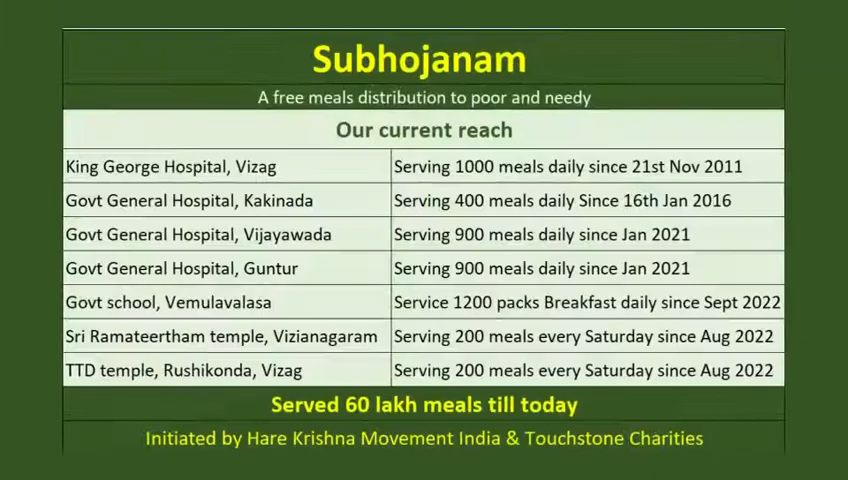 Subhojanam
A free meals distribution to poor and needy
Our current reach
King George Hospital, Vizag Serving 1000 meals daily since 21st Nov 2011
Govt General Hospital, Kakinada Serving 400 meals daily Since 16th Jan 2016
Govt General Hospital, Vijayawada Serving 900 meals daily since Jan 2021
Govt General Hospital, Guntur Serving 900 meals daily since Jan 2021
Govt school, Vemulavalasa Service 1200 packs Breakfast daily since Sept 2022
Sri Ramateertham temple, Vizianagaram Serving 200 meals every Saturday since Aug 2022
TTD temple, Rushikonda, Vizag Serving 200 meals every Saturday since Aug 2022
Served 60 lakh meals till today
Initiated by Hare Krishna Movement India & Touchstone Charities